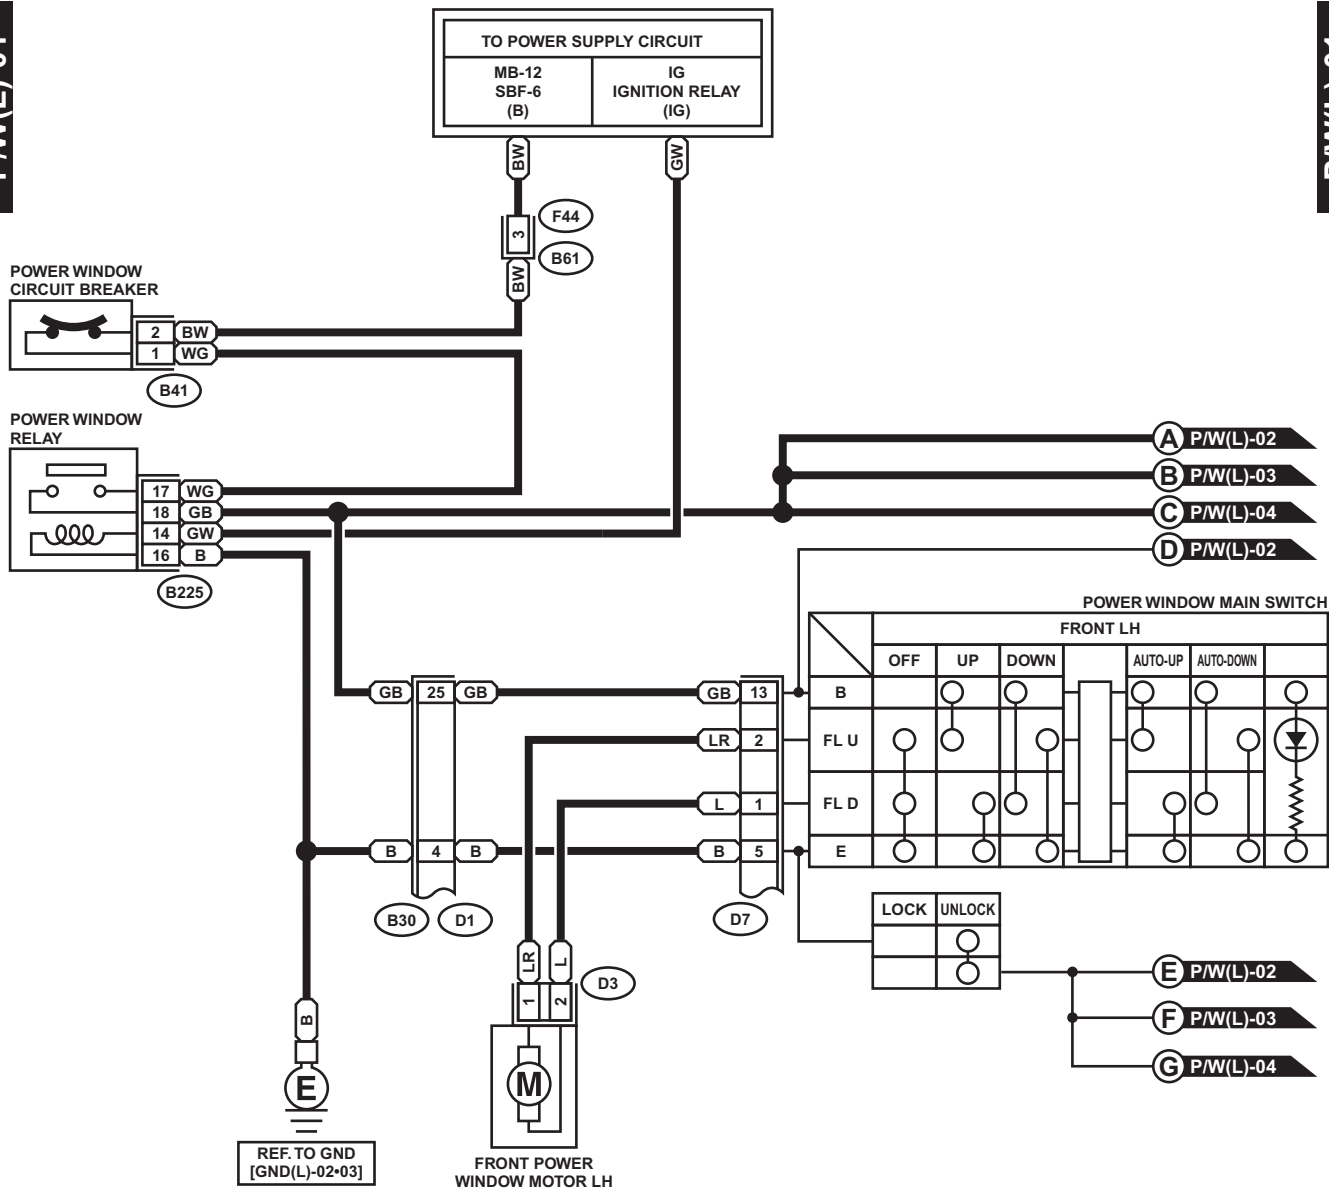 TO POWER SUPPLY CIRCUIT
MB-12
SBF-6
(B)
IG
IGNITION RELAY
(IG)
BW
GW
3
F44
B61
BW
POWER WINDOW
CIRCUIT BREAKER
2 BW
1 WG
B41
POWER WINDOW
RELAY
17 WG
18 GB
14 GW
16 B
B225
A P/W(L)-02
B P/W(L)-03
C P/W(L)-04
D P/W(L)-02
POWER WINDOW MAIN SWITCH
FRONT LH
OFF UP DOWN AUTO-UP AUTO-DOWN
GB 25 GB GB 13 B
LR 2 FL U
L 1 FL D
B 4 B B 5 E
B30 D1 D7
LOCK UNLOCK
LR L
1 2
D3
E P/W(L)-02
F P/W(L)-03
G P/W(L)-04
B
E
M
REF. TO GND
[GND(L)-02•03]
FRONT POWER
WINDOW MOTOR LH